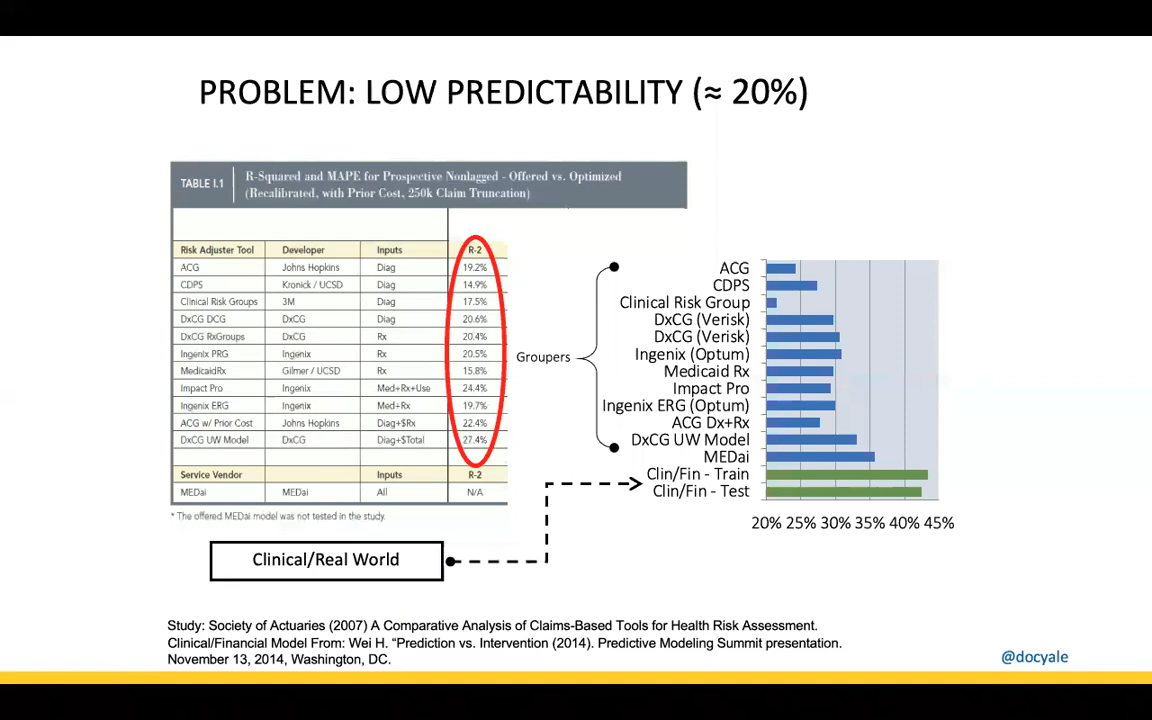 PROBLEM: LOW PREDICTABILITY (≈ 20%)
TABLE I.1
R-Squared and MAPE for Prospective Nonlagged - Offered vs. Optimized
(Recalibrated, with Prior Cost, 250k Claim Truncation)
Risk Adjuster Tool Developer Inputs R-2
ACG Johns Hopkins Diag 19.2%
CDPS Kronick / UCSD Diag 14.9%
Clinical Risk Groups 3M Diag 17.5%
DxCG DCG DxCG Diag 20.6%
DxCG RxGroups DxCG Rx 20.4%
Ingenix PRG Ingenix Rx 20.5%
MedicaidRx Gilmer / UCSD Rx 15.8%
Impact Pro Ingenix Med+Rx+Use 24.4%
Ingenix ERG Ingenix Med+Rx 19.7%
ACG w/ Prior Cost Johns Hopkins Diag+$Rx 22.4%
DxCG UW Model DxCG Diag+$Total 27.4%
Service Vendor Inputs R-2
MEDai MEDai All N/A
* The offered MEDai model was not tested in the study.
Groupers
ACG
CDPS
Clinical Risk Group
DxCG (Verisk)
DxCG (Verisk)
Ingenix (Optum)
Medicaid Rx
Impact Pro
Ingenix ERG (Optum)
ACG Dx+Rx
DxCG UW Model
MEDai
Clin/Fin - Train
Clin/Fin - Test
20% 25% 30% 35% 40% 45%
Clinical/Real World
Study: Society of Actuaries (2007) A Comparative Analysis of Claims-Based Tools for Health Risk Assessment.
Clinical/Financial Model From: Wei H. “Prediction vs. Intervention (2014). Predictive Modeling Summit presentation.
November 13, 2014, Washington, DC.
@docyale